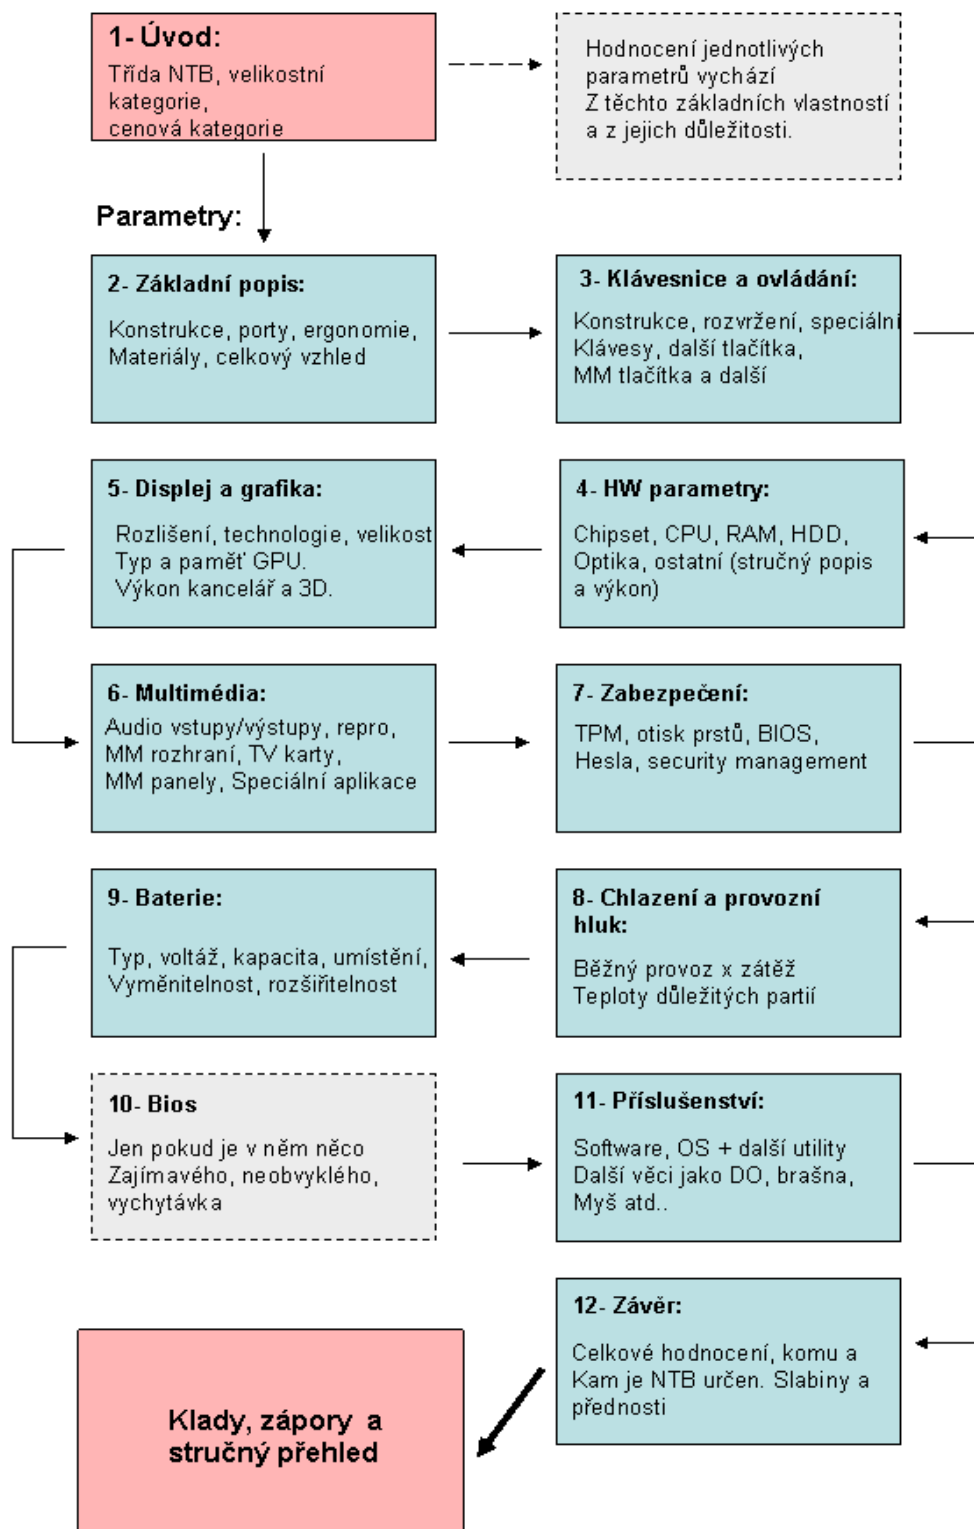 1- Úvod:
Třída NTB, velikostní
kategorie,
cenová kategorie
Hodnocení jednotlivých
parametrů vychází
Z těchto základních vlastností
a z jejich důležitosti.
Parametry:
2- Základní popis:
Konstrukce, porty, ergonomie,
Materiály, celkový vzhled
3- Klávesnice a ovládání:
Konstrukce, rozvržení, speciální
Klávesy, další tlačítka,
MM tlačítka a další
4- HW parametry:
Chipset, CPU, RAM, HDD,
Optika, ostatní (stručný popis
a výkon)
5- Displej a grafika:
Rozlišení, technologie, velikost
Typ a paměť GPU.
Výkon kancelář a 3D.
6- Multimédia:
Audio vstupy/výstupy, repro,
MM rozhraní, TV karty,
MM panely, Speciální aplikace
7- Zabezpečení:
TPM, otisk prstů, BIOS,
Hesla, security management
8- Chlazení a provozní
hluk:
Běžný provoz x zátěž
Teploty důležitých partií
9- Baterie:
Typ, voltáž, kapacita, umístění,
Vyměnitelnost, rozšiřitelnost
10- Bios
Jen pokud je v něm něco
Zajímavého, neobvyklého,
vychytávka
11- Příslušenství:
Software, OS + další utility
Další věci jako DO, brašna,
Myš atd..
12- Závěr:
Celkové hodnocení, komu a
Kam je NTB určen. Slabiny a
přednosti
Klady, zápory a
stručný přehled